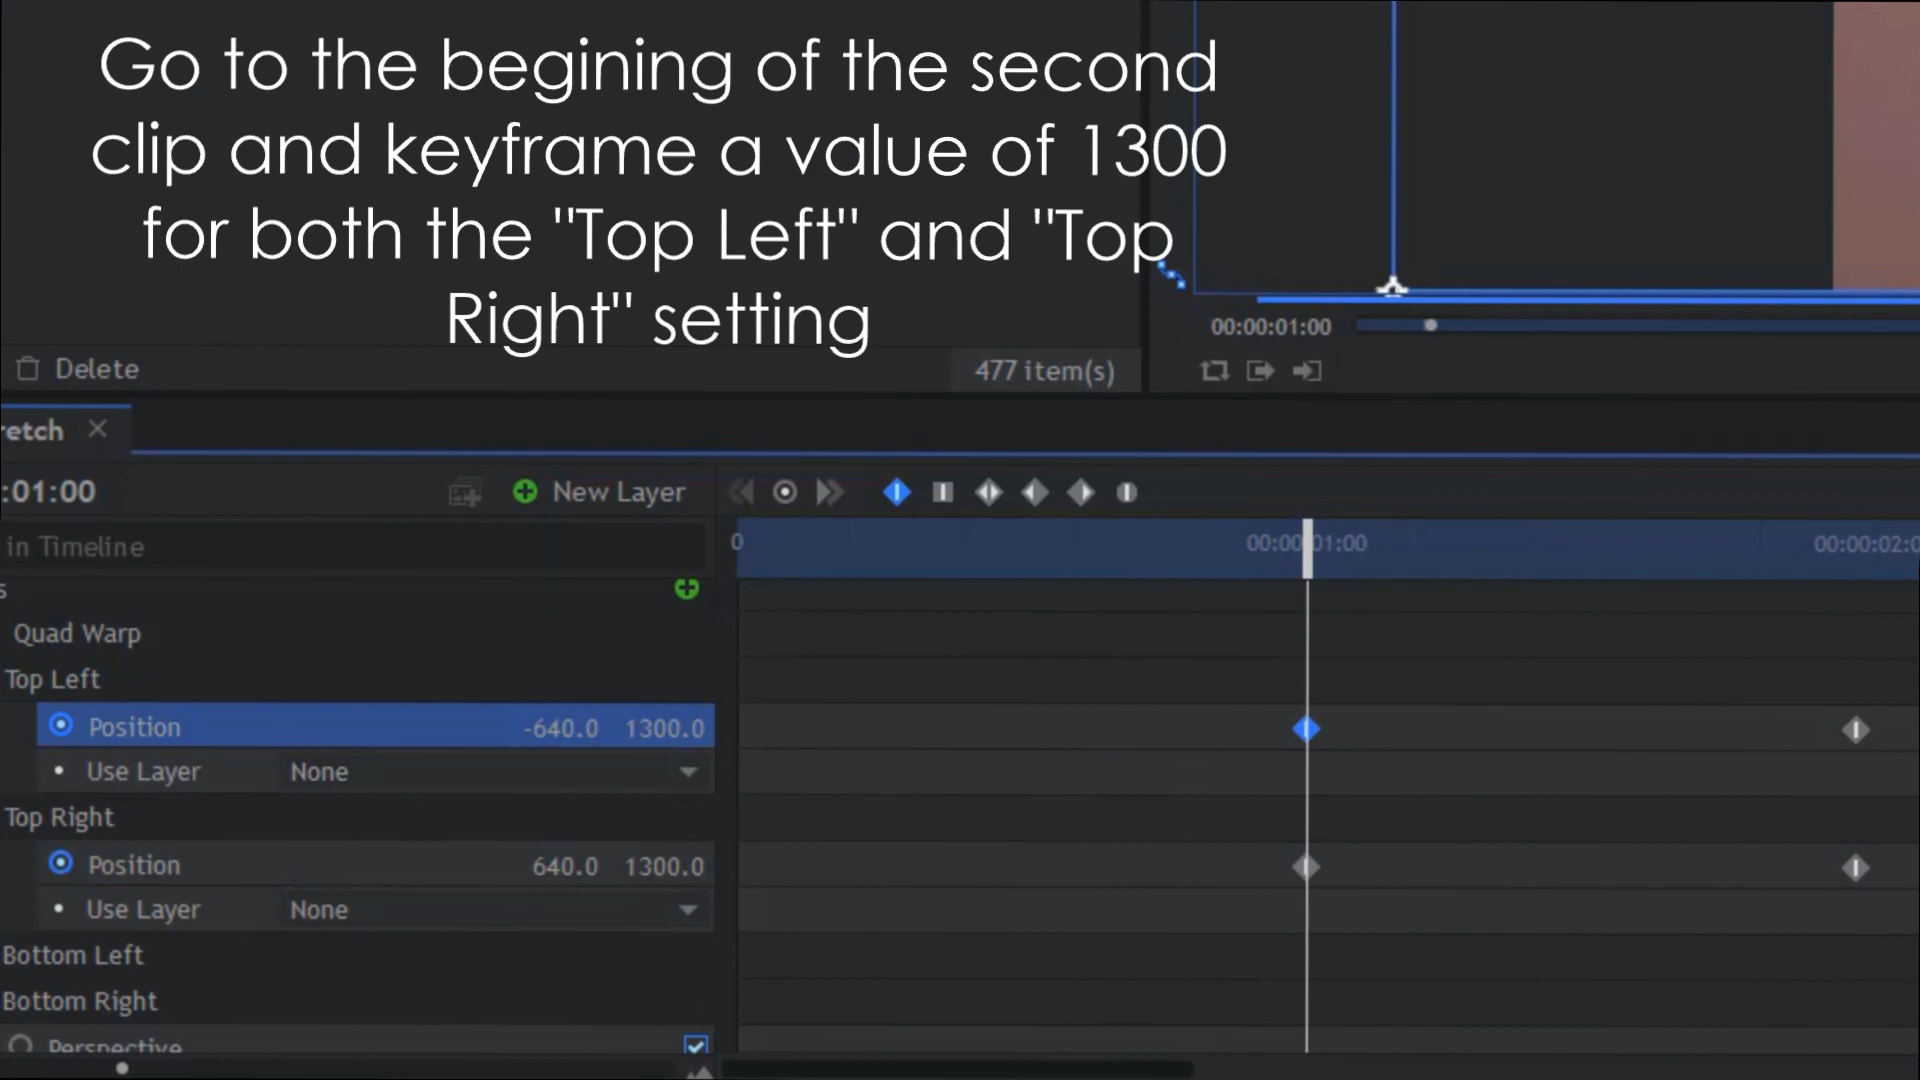 Go to the begining of the second
clip and keyframe a value of 1300
for both the "Top Left" and "Top
Right" setting
Delete
477 item(s)
00:00:01:00
retch
:01:00
New Layer
in Timeline
0
00:00:01:00
00:00:02:0
s
Quad Warp
Top Left
Position -640.0 1300.0
Use Layer None
Top Right
Position 640.0 1300.0
Use Layer None
Bottom Left
Bottom Right
Perspective